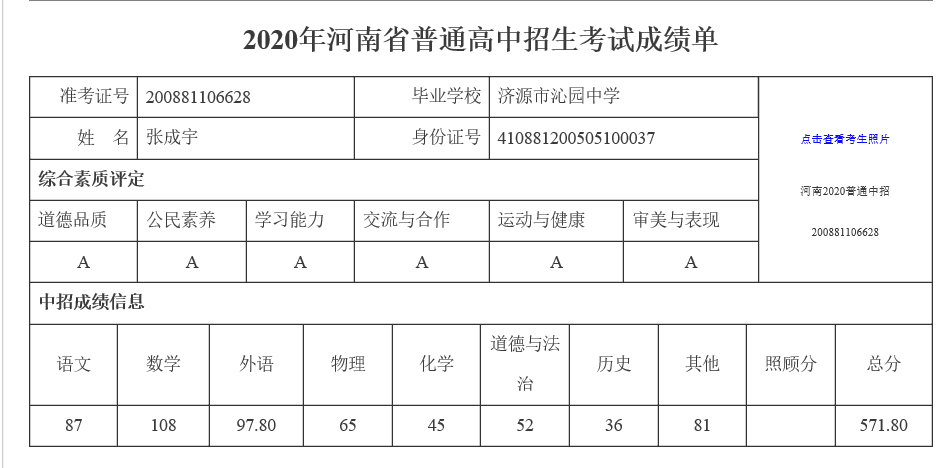 2020年河南省普通高中招生考试成绩单
准考证号 200881106628 毕业学校 济源市沁园中学
姓 名 张成宇 身份证号 410881200505100037
点击查看考生照片
河南2020普通中招
200881106628
综合素质评定
道德品质 公民素养 学习能力 交流与合作 运动与健康 审美与表现
A A A A A A
中招成绩信息
语文 数学 外语 物理 化学 道德与法治 历史 其他 照顾分 总分
87 108 97.80 65 45 52 36 81 571.80